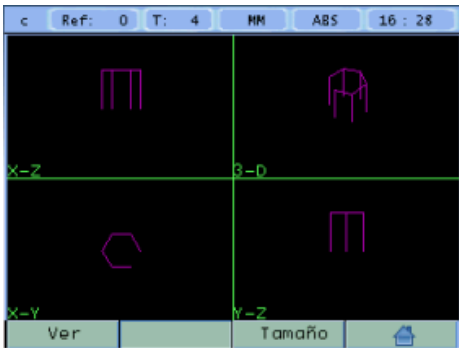 c Ref: 0 T: 4 MM ABS 16 : 28
X-Z
3-D
X-Y
Y-Z
Ver Tamaño